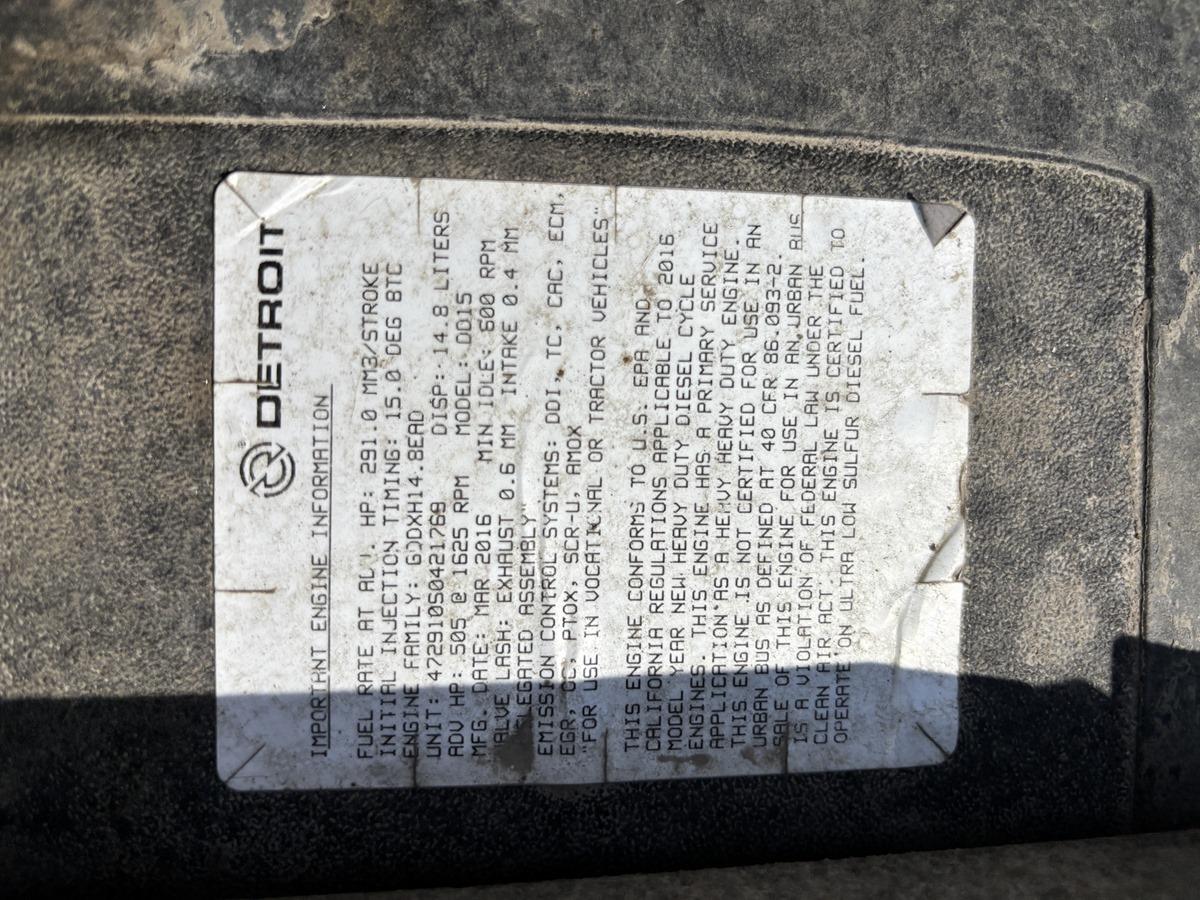 DETROIT
IMPORTANT ENGINE INFORMATION
FUEL RATE AT ADV. HP: 291.0 MM3/STROKE
INITIAL INJECTION TIMING: 15.0 DEG BTC
ENGINE FAMILY: GDDXH14.8EAD
UNIT: 472910S0421769 DISP: 14.8 LITERS
ADV HP: 505 @ 1625 RPM MODEL: DD15
MFG. DATE: MAR 2016 MIN.IDLE: 600 RPM
VALVE LASH: EXHAUST 0.6 MM INTAKE 0.4 MM
ELEGATED ASSEMBLY"
EMISSION CONTROL SYSTEMS: DDI, TC, CAC, ECM,
EGR, OC, PTOX, SCR-U, AMOX
"FOR USE IN VOCATIONAL OR TRACTOR VEHICLES"
THIS ENGINE CONFORMS TO U.S. EPA AND
CALIFORNIA REGULATIONS APPLICABLE TO 2016
MODEL YEAR NEW HEAVY DUTY DIESEL CYCLE
ENGINES. THIS ENGINE HAS A PRIMARY SERVICE
APPLICATION AS A HEAVY HEAVY DUTY ENGINE.
THIS ENGINE IS NOT CERTIFIED FOR USE IN AN
URBAN BUS AS DEFINED AT 40 CFR 86.093-2.
SALE OF THIS ENGINE FOR USE IN AN URBAN BUS
IS A VIOLATION OF FEDERAL LAW UNDER THE
CLEAN AIR ACT. THIS ENGINE IS CERTIFIED TO
OPERATE ON ULTRA LOW SULFUR DIESEL FUEL.